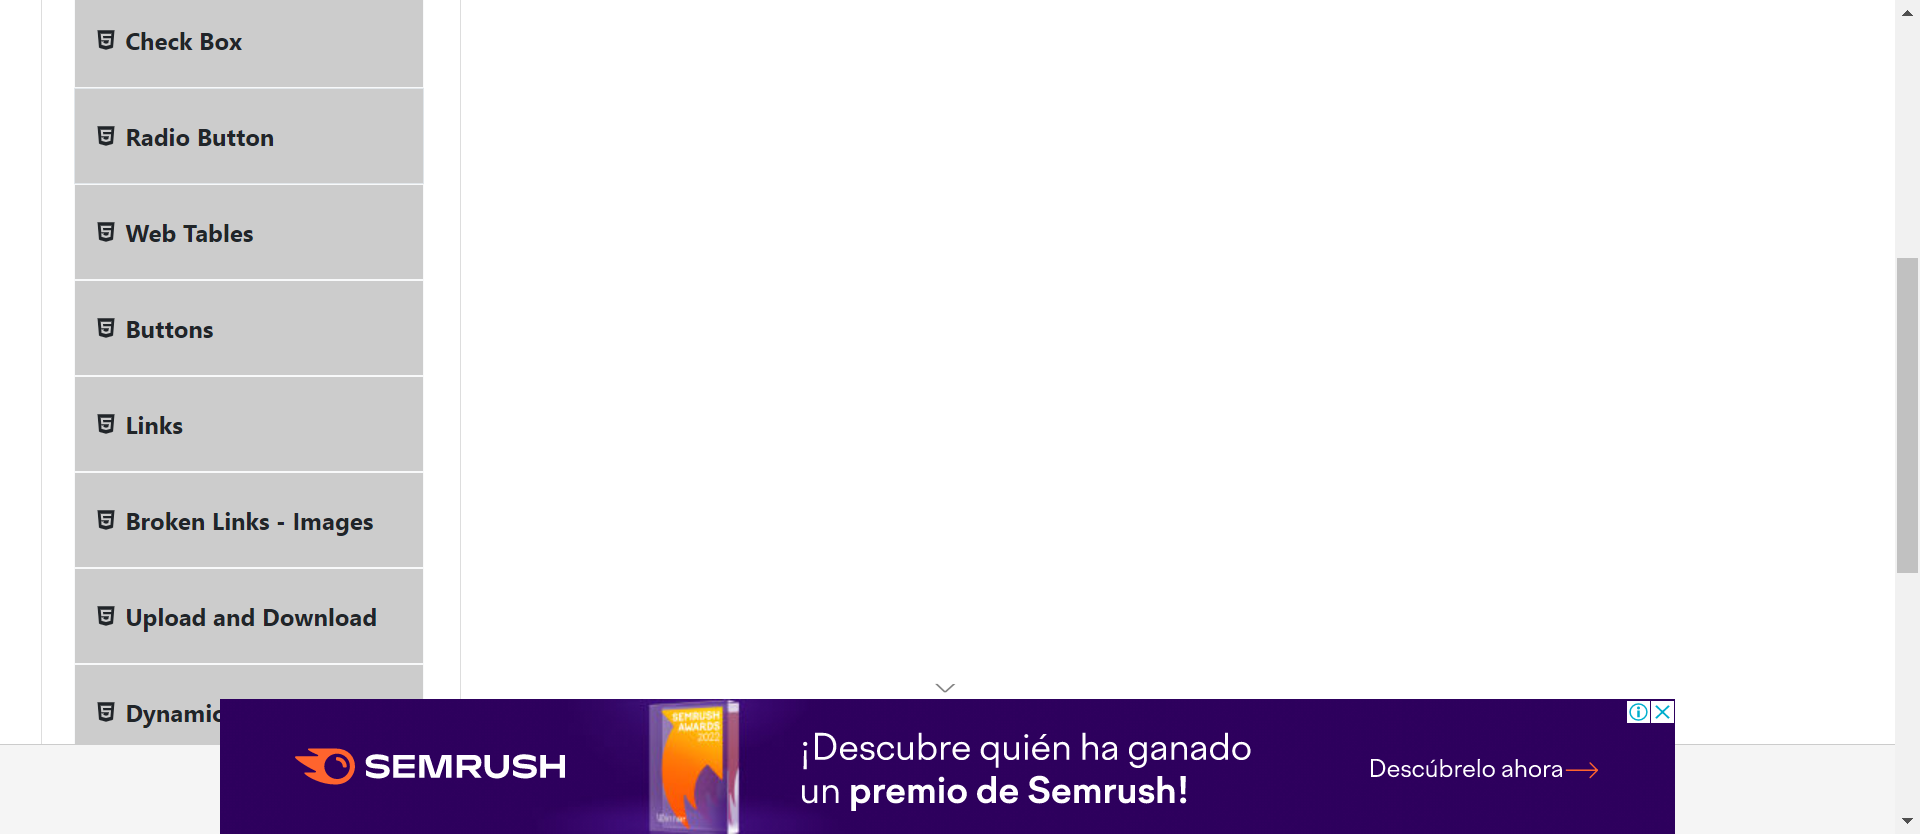 Check Box
Radio Button
Web Tables
Buttons
Links
Broken Links - Images
Upload and Download
Dynamic
SEMRUSH
SEMRUSH
AWARDS
2022
Winner
¡Descubre quién ha ganado
un premio de Semrush!
Descúbrelo ahora